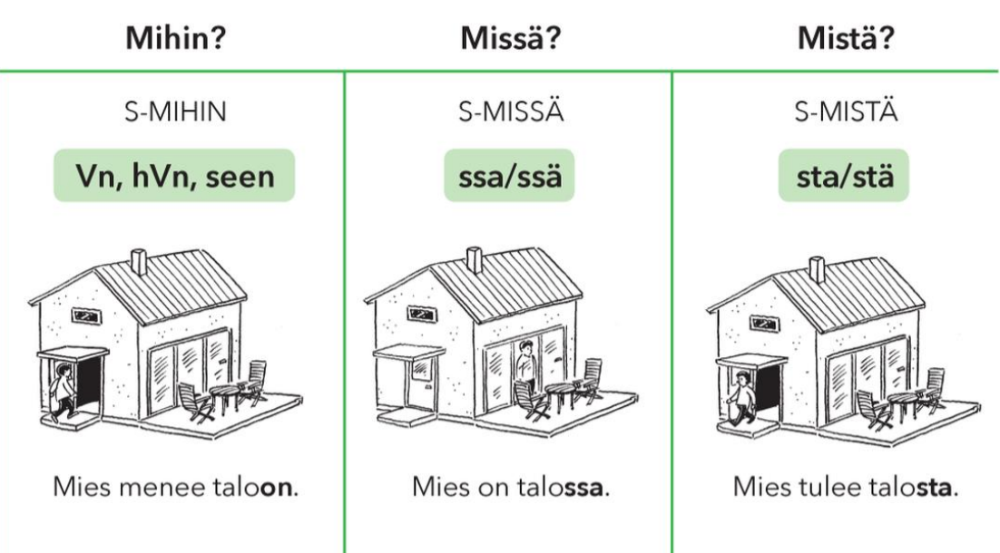 Mihin?
Missä?
Mistä?
S-MIHIN
S-MISSÄ
S-MISTÄ
Vn, hVn, seen
ssa/ssä
sta/stä
Mies menee taloon.
Mies on talossa.
Mies tulee talosta.